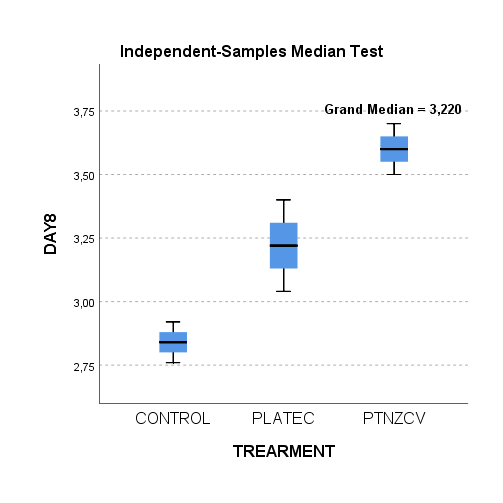 Independent-Samples Median Test
Grand Median = 3,220
3,75
3,50
3,25
3,00
2,75
DAY8
CONTROL
PLATEC
PTNZCV
TREARMENT